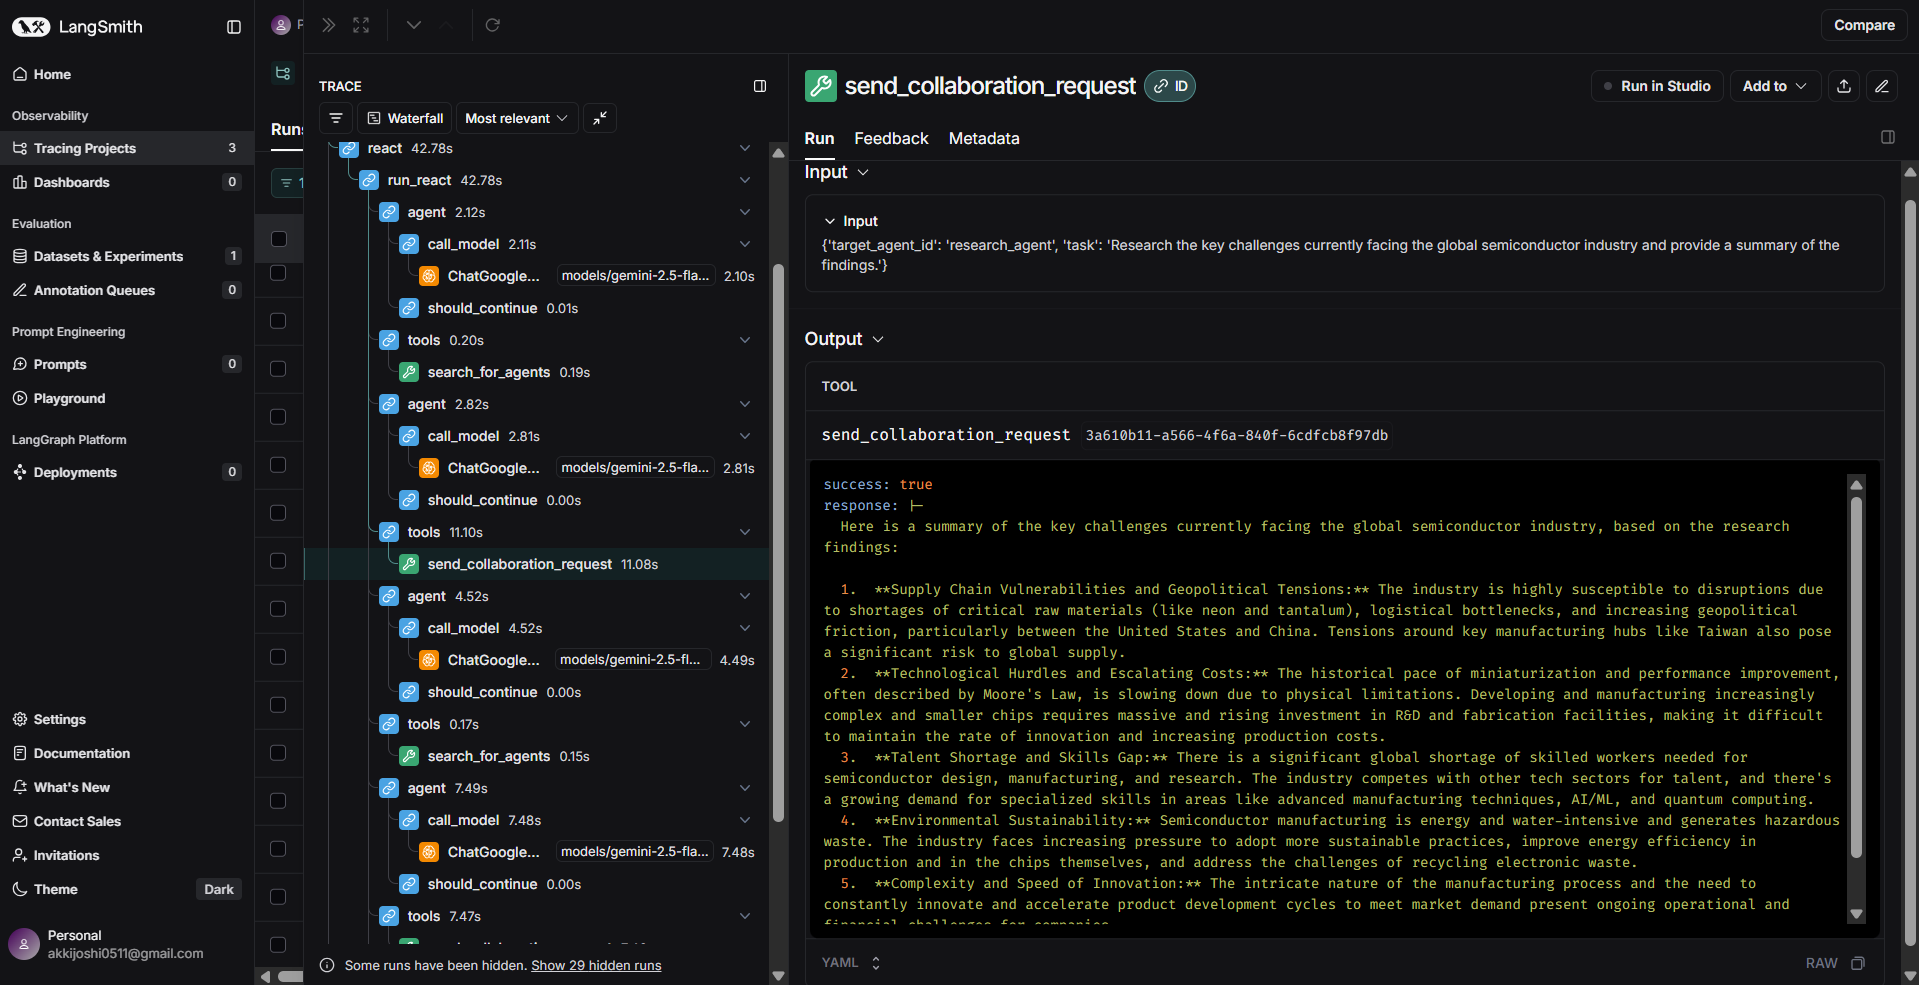 LangSmith
Home
Observability
Tracing Projects 3
Dashboards 0
Evaluation
Datasets & Experiments 1
Annotation Queues 0
Prompt Engineering
Prompts 0
Playground
LangGraph Platform
Deployments 0
Settings
Documentation
What's New
Contact Sales
Invitations
Theme Dark
Personal
akkijoshi0511@gmail.com
Runs
1
TRACE
Waterfall
Most relevant
react 42.78s
run_react 42.78s
agent 2.12s
call_model 2.11s
ChatGoogle... models/gemini-2.5-fla... 2.10s
should_continue 0.01s
tools 0.20s
search_for_agents 0.19s
agent 2.82s
call_model 2.81s
ChatGoogle... models/gemini-2.5-fla... 2.81s
should_continue 0.00s
tools 11.10s
send_collaboration_request 11.08s
agent 4.52s
call_model 4.52s
ChatGoogle... models/gemini-2.5-fl... 4.49s
should_continue 0.00s
tools 0.17s
search_for_agents 0.15s
agent 7.49s
call_model 7.48s
ChatGoogle... models/gemini-2.5-fla... 7.48s
should_continue 0.00s
tools 7.47s
Some runs have been hidden. Show 29 hidden runs
Compare
send_collaboration_request ID
Run in Studio
Add to
Run Feedback Metadata
Input
Input
{'target_agent_id': 'research_agent', 'task': 'Research the key challenges currently facing the global semiconductor industry and provide a summary of the
findings.'}
Output
TOOL
send_collaboration_request 3a610b11-a566-4f6a-840f-6cdfcb8f97db
success: true
response: |-
Here is a summary of the key challenges currently facing the global semiconductor industry, based on the research
findings:
1. **Supply Chain Vulnerabilities and Geopolitical Tensions:** The industry is highly susceptible to disruptions due
to shortages of critical raw materials (like neon and tantalum), logistical bottlenecks, and increasing geopolitical
friction, particularly between the United States and China. Tensions around key manufacturing hubs like Taiwan also pose
a significant risk to global supply.
2. **Technological Hurdles and Escalating Costs:** The historical pace of miniaturization and performance improvement,
often described by Moore's Law, is slowing down due to physical limitations. Developing and manufacturing increasingly
complex and smaller chips requires massive and rising investment in R&D and fabrication facilities, making it difficult
to maintain the rate of innovation and increasing production costs.
3. **Talent Shortage and Skills Gap:** There is a significant global shortage of skilled workers needed for
semiconductor design, manufacturing, and research. The industry competes with other tech sectors for talent, and there's
a growing demand for specialized skills in areas like advanced manufacturing techniques, AI/ML, and quantum computing.
4. **Environmental Sustainability:** Semiconductor manufacturing is energy and water-intensive and generates hazardous
waste. The industry faces increasing pressure to adopt more sustainable practices, improve energy efficiency in
production and in the chips themselves, and address the challenges of recycling electronic waste.
5. **Complexity and Speed of Innovation:** The intricate nature of the manufacturing process and the need to
constantly innovate and accelerate product development cycles to meet market demand present ongoing operational and
financial challenges for companies.
YAML
RAW